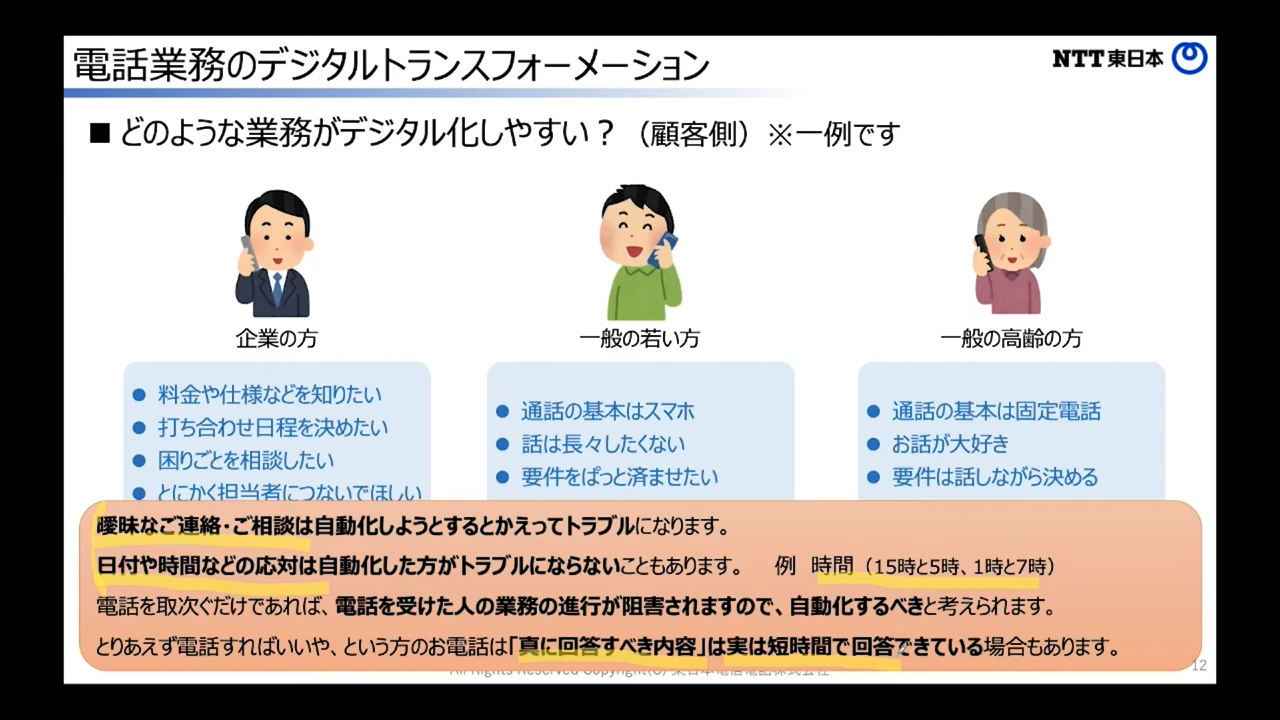 電話業務のデジタルトランスフォーメーション
NTT東日本
■ どのような業務がデジタル化しやすい？（顧客側）※一例です
企業の方
一般の若い方
一般の高齢の方
● 料金や仕様などを知りたい
● 打ち合わせ日程を決めたい
● 困りごとを相談したい
● とにかく担当者につないでほしい
● 通話の基本はスマホ
● 話は長々したくない
● 要件をぱっと済ませたい
● 通話の基本は固定電話
● お話が大好き
● 要件は話しながら決める
曖昧なご連絡・ご相談は自動化しようとするとかえってトラブルになります。
日付や時間などの応対は自動化した方がトラブルにならないこともあります。　例　時間（15時と5時、1時と7時）
電話を取次ぐだけであれば、電話を受けた人の業務の進行が阻害されますので、自動化するべきと考えられます。
とりあえず電話すればいいや、という方のお電話は「真に回答すべき内容」は実は短時間で回答できている場合もあります。
All Rights Reserved Copyright(C) 東日本電信電話株式会社
12